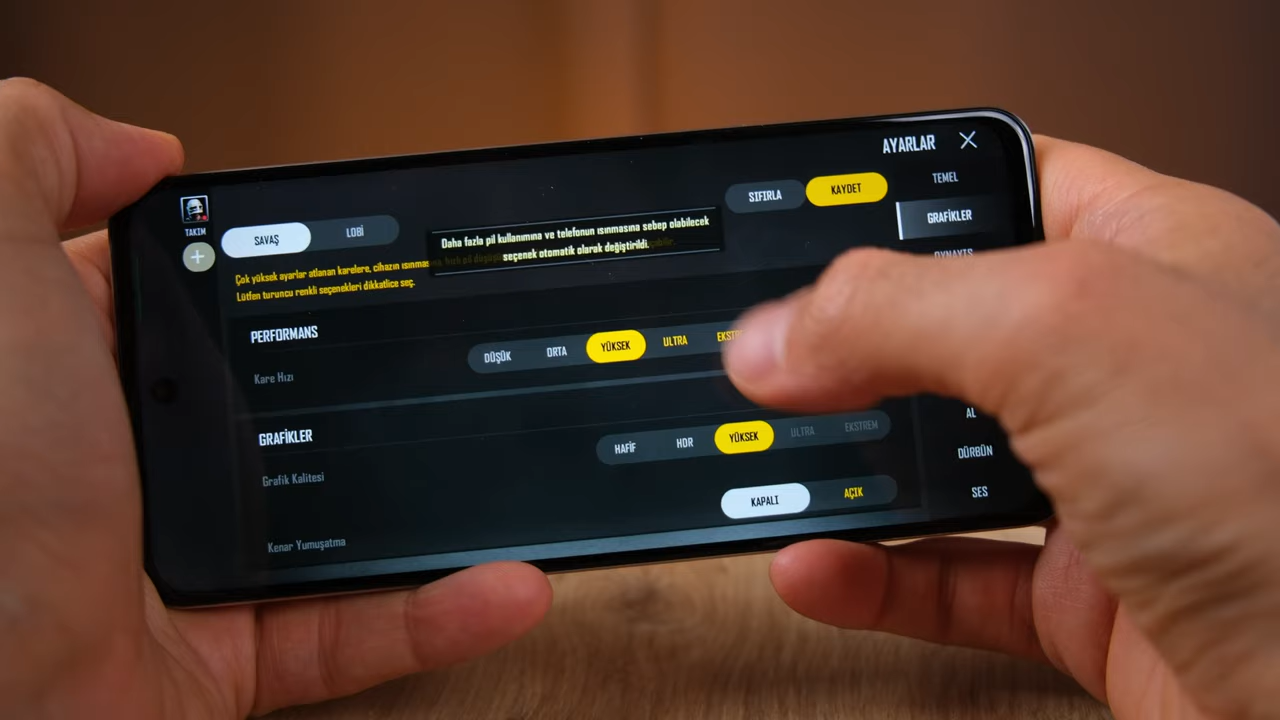 AYARLAR
TAKIM
SAVAŞ
LOBİ
SIFIRLA
KAYDET
TEMEL
GRAFİKLER
Daha fazla pil kullanımına ve telefonun ısınmasına sebep olabilecek
seçenek otomatik olarak değiştirildi.
Çok yüksek ayarlar atlanan karelere, cihazın ısınmasına, hızlı pil
Lütfen turuncu renkli seçenekleri dikkatlice seç.
PERFORMANS
Kare Hızı
DÜŞÜK
ORTA
YÜKSEK
ULTRA
GRAFİKLER
Grafik Kalitesi
HAFİF
HDR
YÜKSEK
ULTRA
EKSTREM
Kenar Yumuşatma
KAPALI
AÇIK
AL
DÜRBÜN
SES